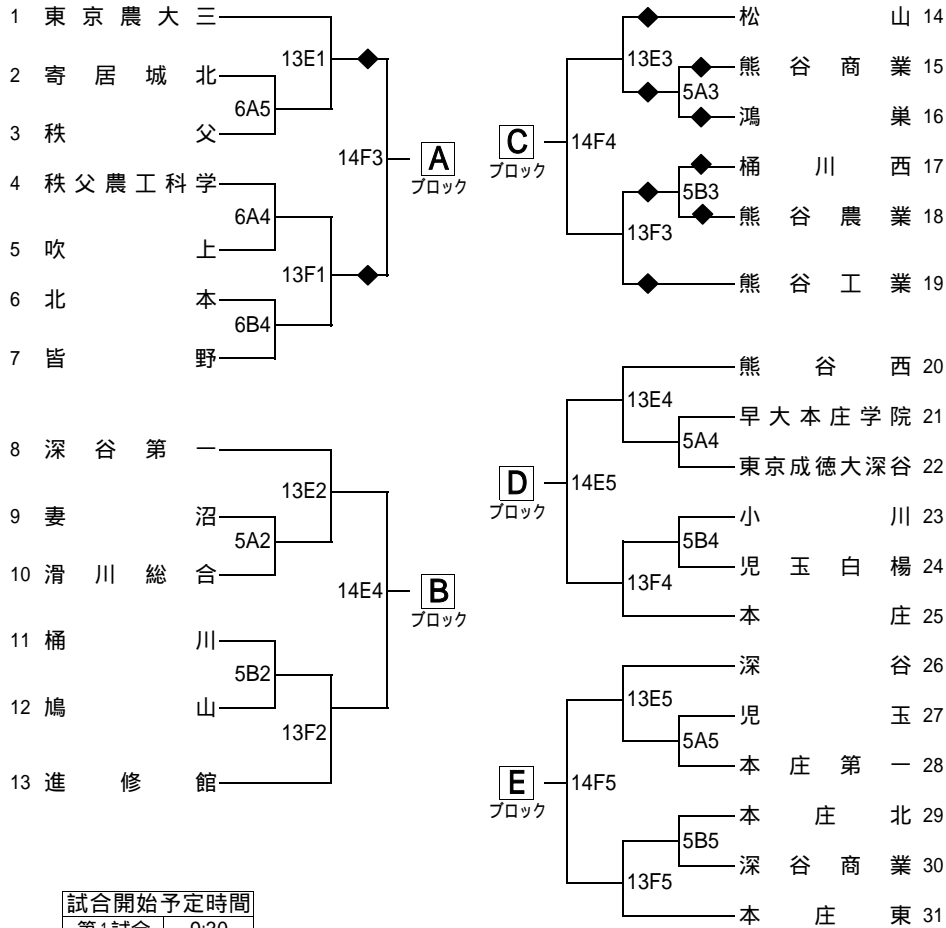 1 東京農大三
13E1
2 寄居城北
6A5
3 秩父
14F3
A
ブロック
4 秩父農工科学
6A4
5 吹上
13F1
6 北本
6B4
7 皆野
8 深谷第一
13E2
9 妻沼
5A2
10 滑川総合
14E4
B
ブロック
11 桶川
5B2
12 鳩山
13F2
13 進修館
試合開始予定時間
第1試合 9:30
松山 14
13E3
熊谷商業 15
5A3
鴻巣 16
C
ブロック
14F4
桶川西 17
5B3
熊谷農業 18
13F3
熊谷工業 19
熊谷西 20
13E4
早大本庄学院 21
5A4
東京成徳大深谷 22
D
ブロック
14E5
小川 23
5B4
児玉白楊 24
13F4
本庄 25
深谷 26
13E5
児玉 27
5A5
本庄第一 28
E
ブロック
14F5
本庄北 29
5B5
深谷商業 30
13F5
本庄東 31